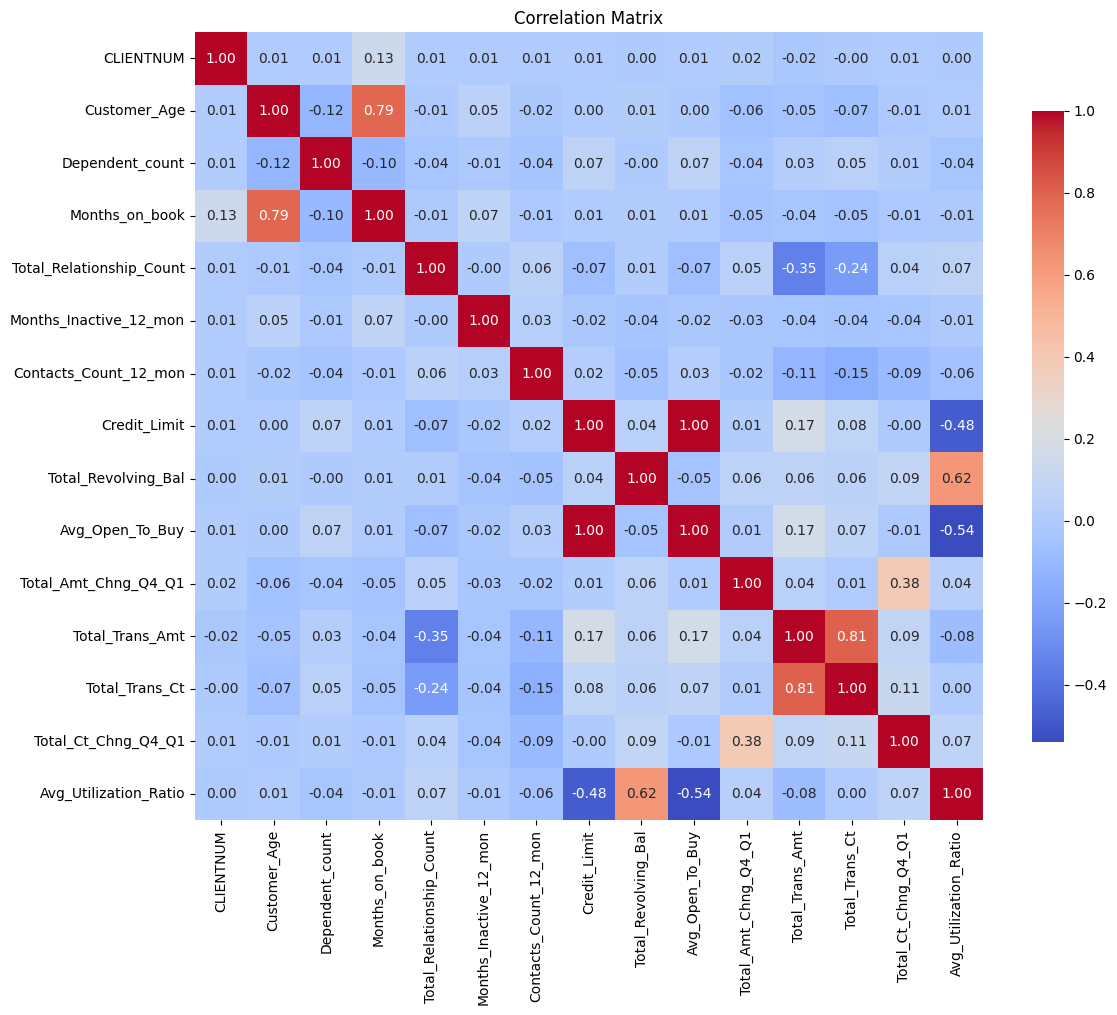 Correlation Matrix
CLIENTNUM 1.00 0.01 0.01 0.13 0.01 0.01 0.01 0.01 0.00 0.01 0.02 -0.02 -0.00 0.01 0.00
Customer_Age 0.01 1.00 -0.12 0.79 -0.01 0.05 -0.02 0.00 0.01 0.00 -0.06 -0.05 -0.07 -0.01 0.01
Dependent_count 0.01 -0.12 1.00 -0.10 -0.04 -0.01 -0.04 0.07 -0.00 0.07 -0.04 0.03 0.05 0.01 -0.04
Months_on_book 0.13 0.79 -0.10 1.00 -0.01 0.07 -0.01 0.01 0.01 0.01 -0.05 -0.04 -0.05 -0.01 -0.01
Total_Relationship_Count 0.01 -0.01 -0.04 -0.01 1.00 -0.00 0.06 -0.07 0.01 -0.07 0.05 -0.35 -0.24 0.04 0.07
Months_Inactive_12_mon 0.01 0.05 -0.01 0.07 -0.00 1.00 0.03 -0.02 -0.04 -0.02 -0.03 -0.04 -0.04 -0.04 -0.01
Contacts_Count_12_mon 0.01 -0.02 -0.04 -0.01 0.06 0.03 1.00 0.02 -0.05 0.03 -0.02 -0.11 -0.15 -0.09 -0.06
Credit_Limit 0.01 0.00 0.07 0.01 -0.07 -0.02 0.02 1.00 0.04 1.00 0.01 0.17 0.08 -0.00 -0.48
Total_Revolving_Bal 0.00 0.01 -0.00 0.01 0.01 -0.04 -0.05 0.04 1.00 -0.05 0.06 0.06 0.06 0.09 0.62
Avg_Open_To_Buy 0.01 0.00 0.07 0.01 -0.07 -0.02 0.03 1.00 -0.05 1.00 0.01 0.17 0.07 -0.01 -0.54
Total_Amt_Chng_Q4_Q1 0.02 -0.06 -0.04 -0.05 0.05 -0.03 -0.02 0.01 0.06 0.01 1.00 0.04 0.01 0.38 0.04
Total_Trans_Amt -0.02 -0.05 0.03 -0.04 -0.35 -0.04 -0.11 0.17 0.06 0.17 0.04 1.00 0.81 0.09 -0.08
Total_Trans_Ct -0.00 -0.07 0.05 -0.05 -0.24 -0.04 -0.15 0.08 0.06 0.07 0.01 0.81 1.00 0.11 0.00
Total_Ct_Chng_Q4_Q1 0.01 -0.01 0.01 -0.01 0.04 -0.04 -0.09 -0.00 0.09 -0.01 0.38 0.09 0.11 1.00 0.07
Avg_Utilization_Ratio 0.00 0.01 -0.04 -0.01 0.07 -0.01 -0.06 -0.48 0.62 -0.54 0.04 -0.08 0.00 0.07 1.00
CLIENTNUM
Customer_Age
Dependent_count
Months_on_book
Total_Relationship_Count
Months_Inactive_12_mon
Contacts_Count_12_mon
Credit_Limit
Total_Revolving_Bal
Avg_Open_To_Buy
Total_Amt_Chng_Q4_Q1
Total_Trans_Amt
Total_Trans_Ct
Total_Ct_Chng_Q4_Q1
Avg_Utilization_Ratio
1.0
0.8
0.6
0.4
0.2
0.0
−0.2
−0.4